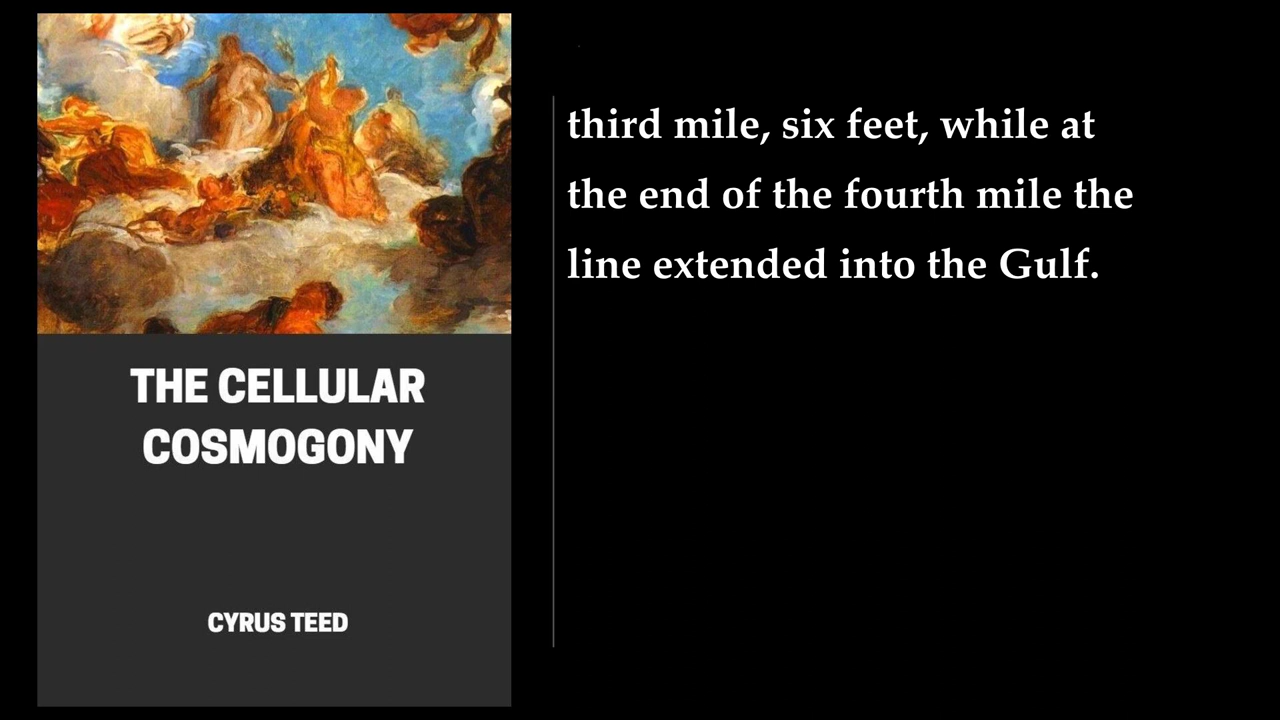 THE CELLULAR
COSMOGONY
CYRUS TEED
third mile, six feet, while at
the end of the fourth mile the
line extended into the Gulf.